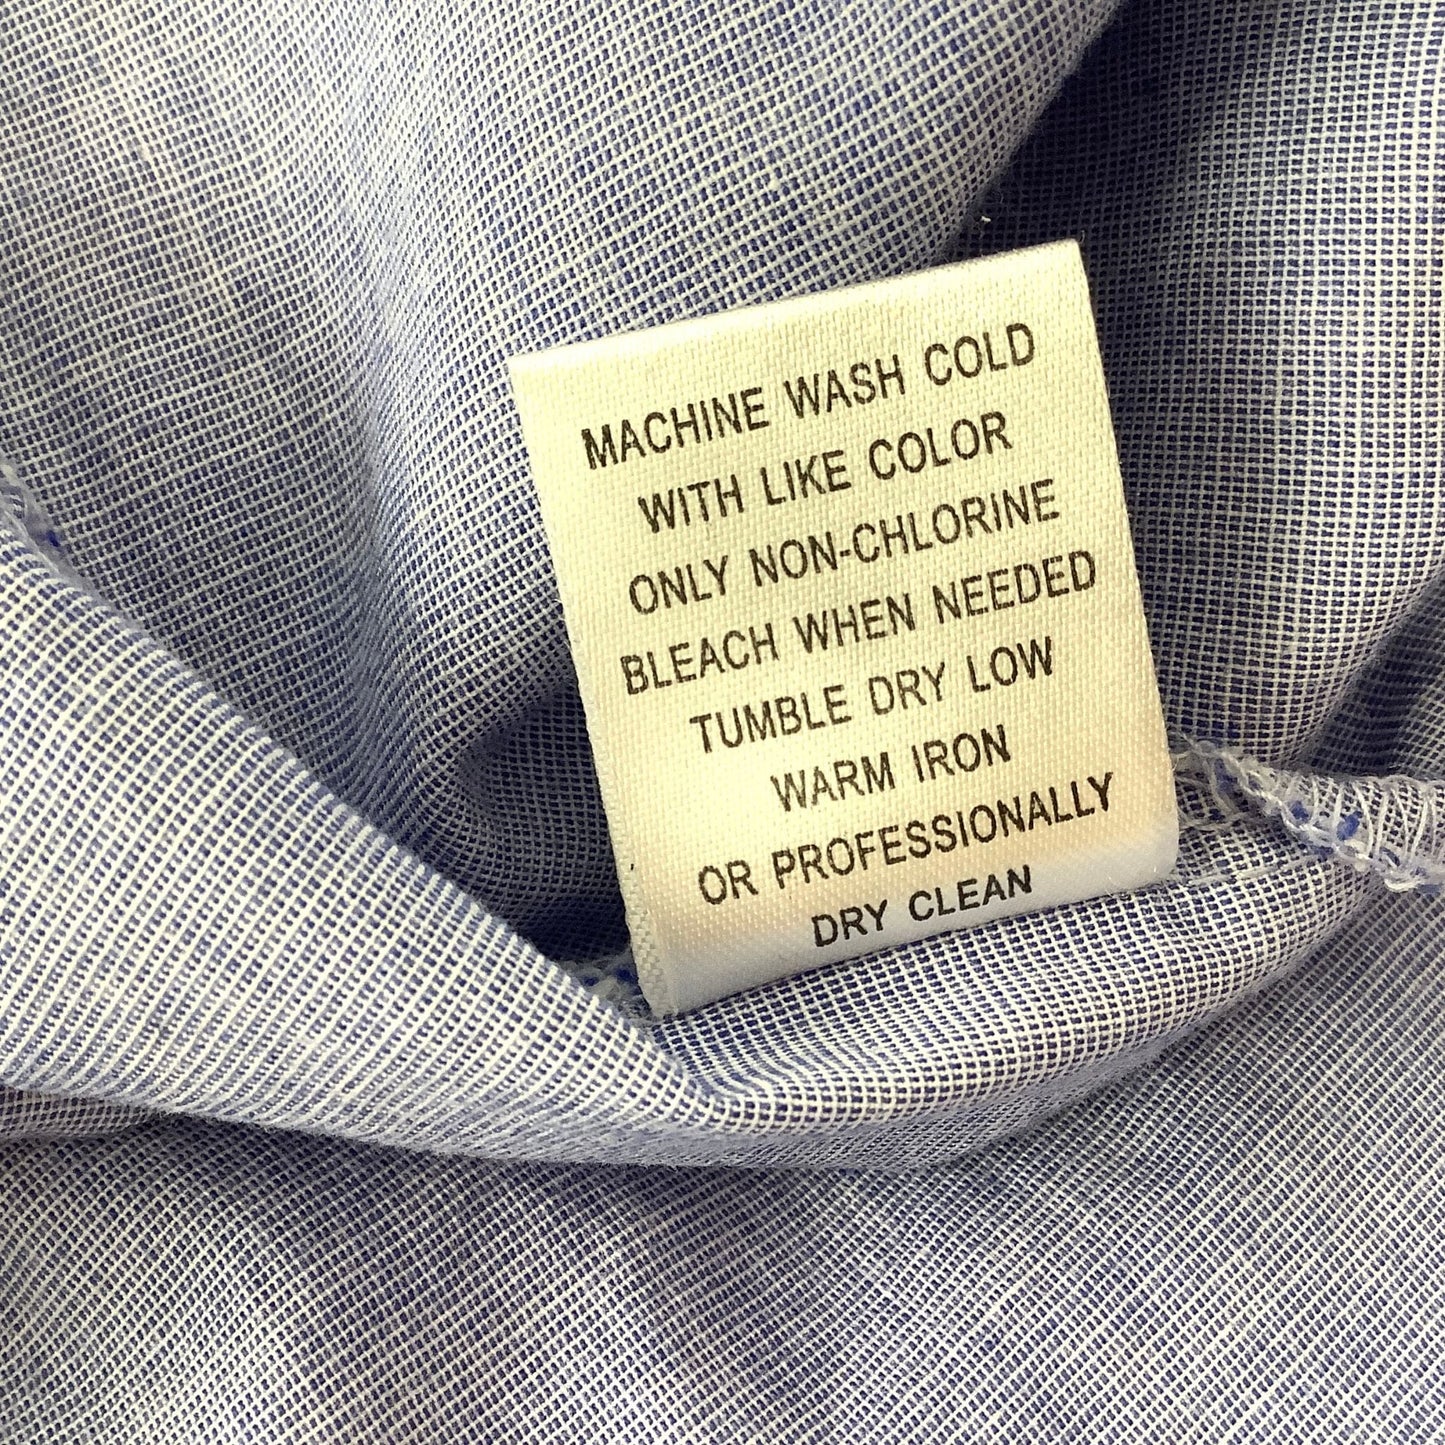 MACHINE WASH COLD
WITH LIKE COLOR
ONLY NON-CHLORINE
BLEACH WHEN NEEDED
TUMBLE DRY LOW
WARM IRON
OR PROFESSIONALLY
DRY CLEAN